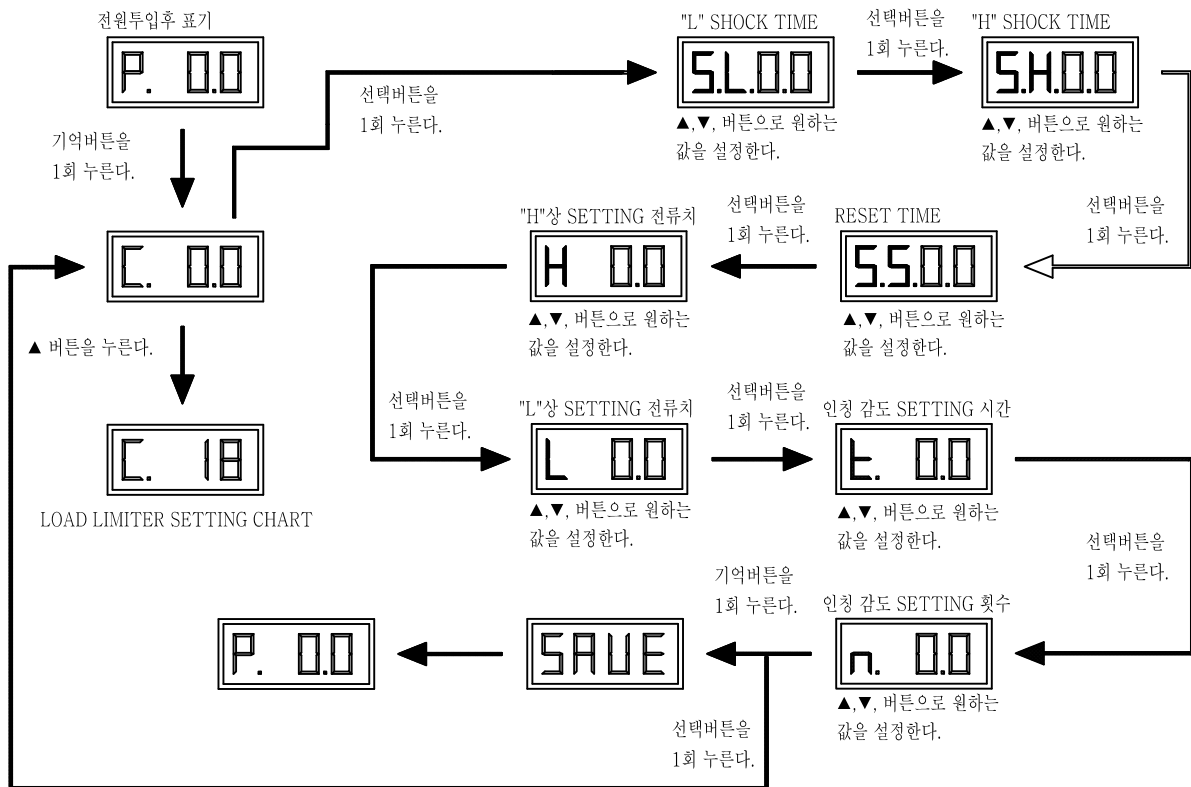 전원투입후 표기
P. 0.0
기억버튼을
1회 누른다.
C. 0.0
▲ 버튼을 누른다.
C. 18
LOAD LIMITER SETTING CHART
선택버튼을
1회 누른다.
"L" SHOCK TIME
S.L.0.0
▲,▼, 버튼으로 원하는
값을 설정한다.
선택버튼을
1회 누른다.
"H" SHOCK TIME
S.H.0.0
▲,▼, 버튼으로 원하는
값을 설정한다.
선택버튼을
1회 누른다.
RESET TIME
S.S.0.0
▲,▼, 버튼으로 원하는
값을 설정한다.
선택버튼을
1회 누른다.
"H"상 SETTING 전류치
H 0.0
▲,▼, 버튼으로 원하는
값을 설정한다.
선택버튼을
1회 누른다.
"L"상 SETTING 전류치
L 0.0
▲,▼, 버튼으로 원하는
값을 설정한다.
선택버튼을
1회 누른다.
인칭 감도 SETTING 시간
t. 0.0
▲,▼, 버튼으로 원하는
값을 설정한다.
선택버튼을
1회 누른다.
인칭 감도 SETTING 횟수
n. 0.0
▲,▼, 버튼으로 원하는
값을 설정한다.
기억버튼을
1회 누른다.
SAVE
P. 0.0
선택버튼을
1회 누른다.